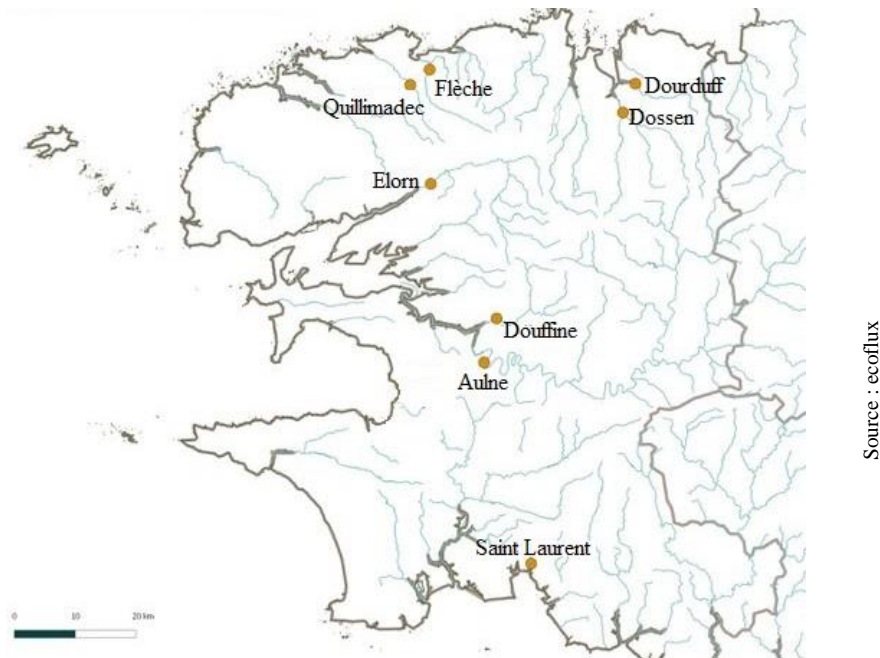 Flèche
Quillimadec
Dourduff
Dossen
Elorn
Douffine
Aulne
Saint Laurent
0 10 20 km
Source : ecoflux